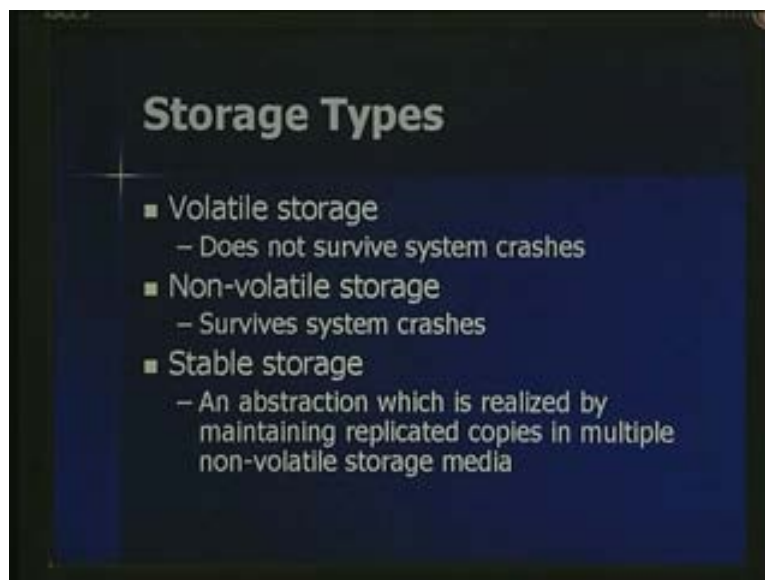 Storage Types
■ Volatile storage
– Does not survive system crashes
■ Non-volatile storage
– Survives system crashes
■ Stable storage
– An abstraction which is realized by
maintaining replicated copies in multiple
non-volatile storage media